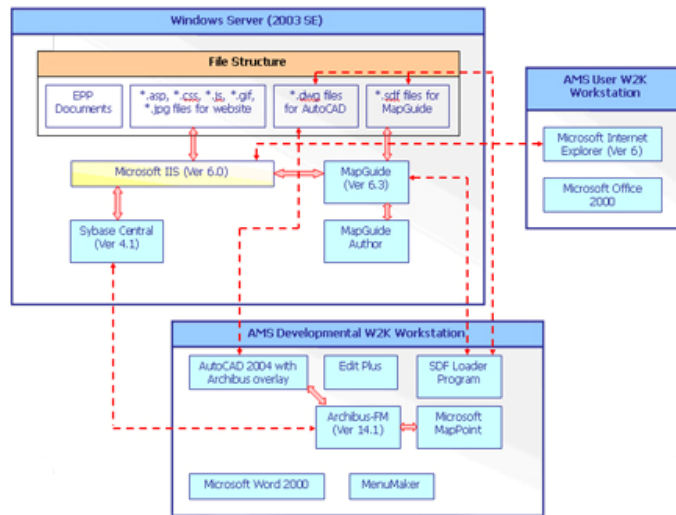 Windows Server (2003 SE)
File Structure
EPP
Documents
*.asp, *.css, *.js, *.gif,
*.jpg files for website
*.dwg files
for AutoCAD
*.sdf files for
MapGuide
Microsoft IIS (Ver 6.0)
MapGuide
(Ver 6.3)
Sybase Central
(Ver 4.1)
MapGuide
Author
AMS User W2K
Workstation
Microsoft Internet
Explorer (Ver 6)
Microsoft Office
2000
AMS Developmental W2K Workstation
AutoCAD 2004 with
Archibus overlay
Edit Plus
SDF Loader
Program
Archibus-FM
(Ver 14.1)
Microsoft
MapPoint
Microsoft Word 2000
MenuMaker